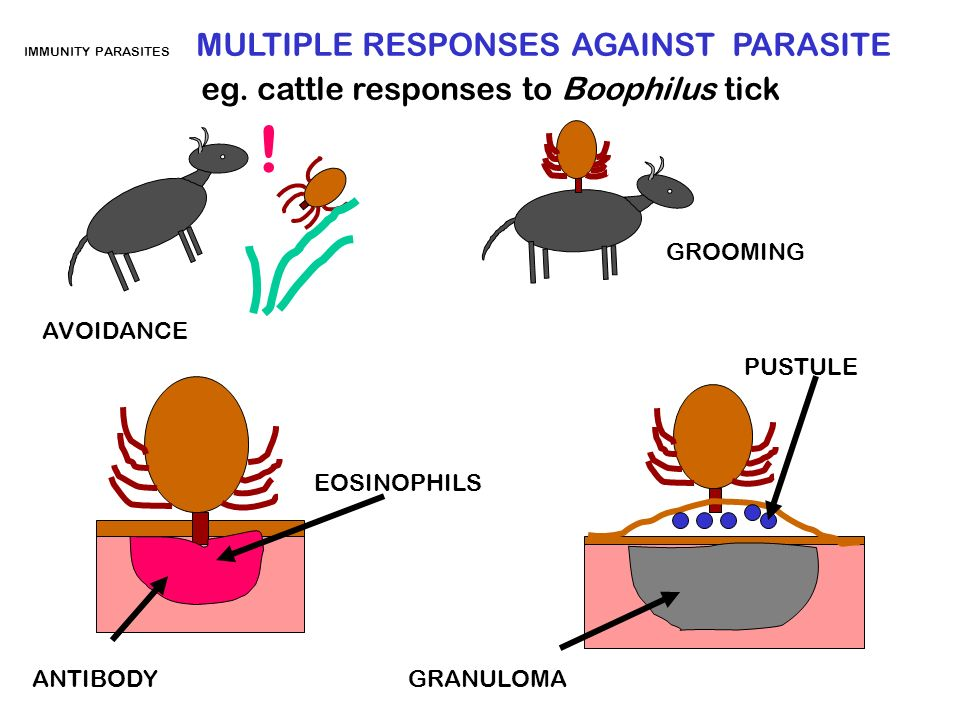 IMMUNITY PARASITES MULTIPLE RESPONSES AGAINST PARASITE
eg. cattle responses to Boophilus tick
!
GROOMING
AVOIDANCE
PUSTULE
EOSINOPHILS
ANTIBODY
GRANULOMA